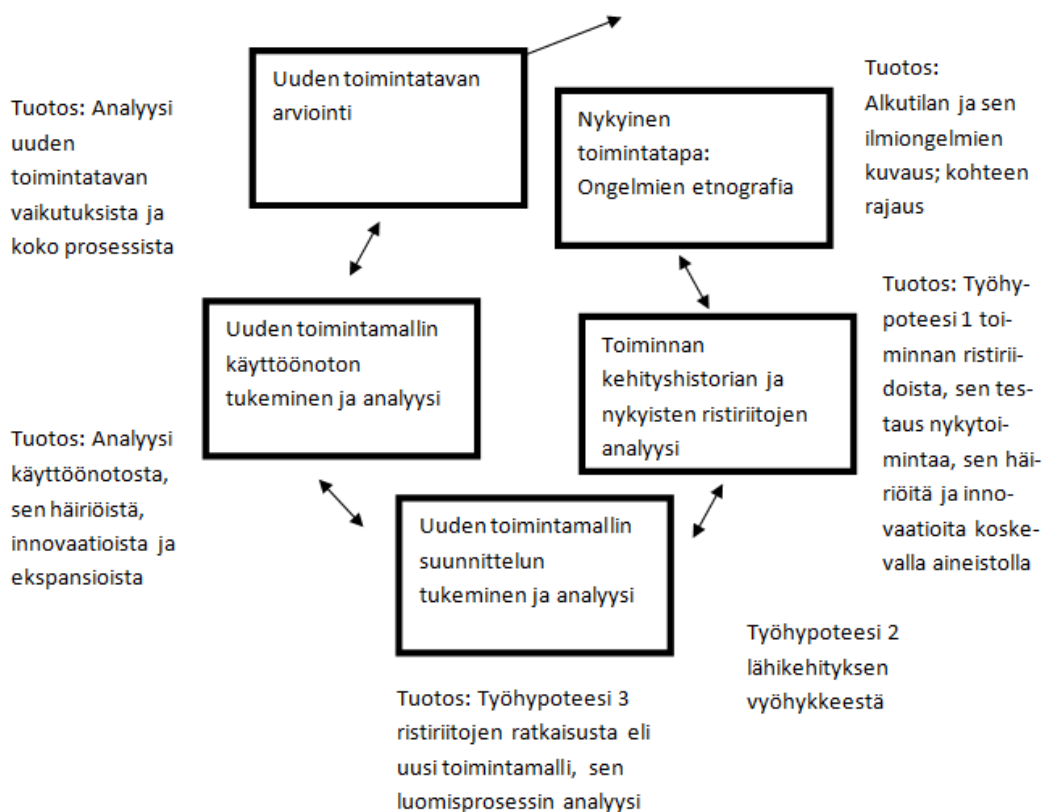 Uuden toimintatavan
arviointi
Nykyinen
toimintatapa:
Ongelmien etnografia
Tuotos:
Alkutilan ja sen
ilmiongelmien
kuvaus; kohteen
rajaus
Tuotos: Analyysi
uuden
toimintatavan
vaikutuksista ja
koko prosessista
Uuden toimintamallin
käyttöönoton
tukeminen ja analyysi
Toiminnan
kehityshistorian ja
nykyisten ristiriitojen
analyysi
Tuotos: Työhy-
poteesi 1 toi-
minnan ristirii-
doista, sen tes-
taus nykytoi-
mintaa, sen häi-
riöitä ja inno-
vaatioita koske-
valla aineistolla
Tuotos: Analyysi
käyttöönotosta,
sen häiriöistä,
innovaatioista ja
ekspansioista
Uuden toimintamallin
suunnittelun
tukeminen ja analyysi
Työhypoteesi 2
lähikehityksen
vyöhykkeestä
Tuotos: Työhypoteesi 3
ristiriitojen ratkaisusta eli
uusi toimintamalli, sen
luomisprosessin analyysi